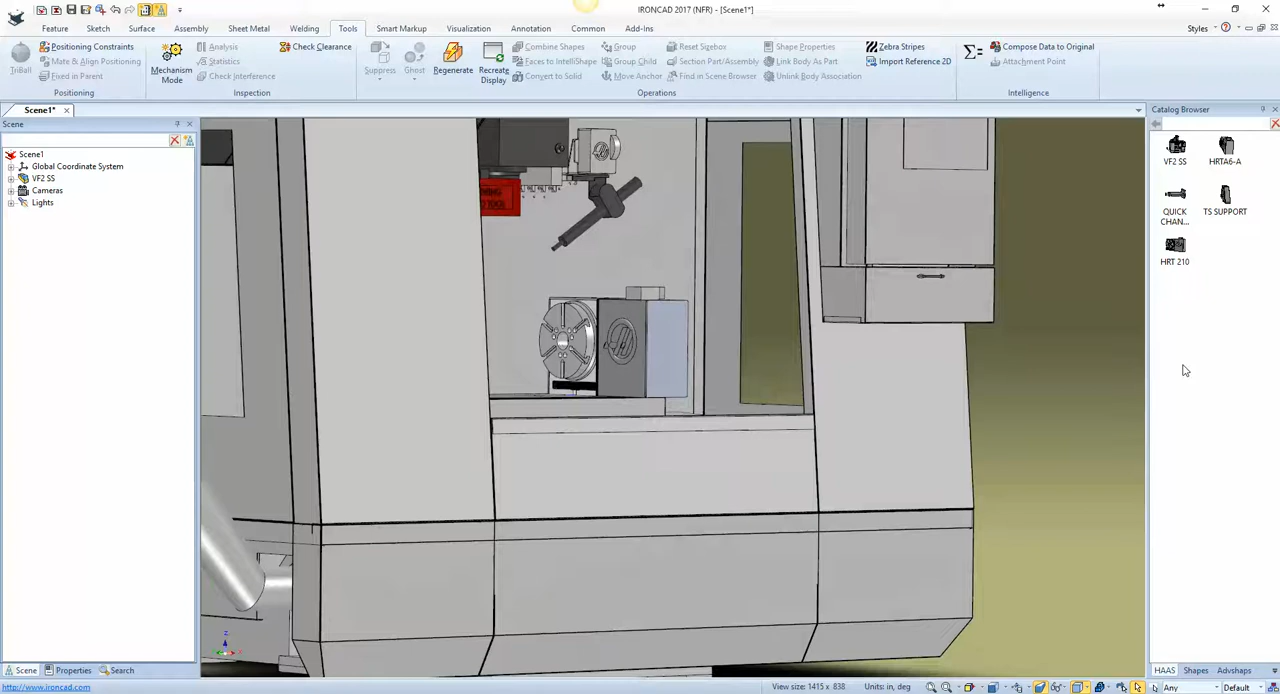 IRONCAD 2017 (NFR) - [Scene1*]
Feature Sketch Surface Assembly Sheet Metal Welding Tools Smart Markup Visualization Annotation Common Add-Ins Styles
TriBall
Positioning Constraints
Mate & Align Positioning
Fixed in Parent
Positioning
Mechanism Mode
Analysis
Statistics
Check Interference
Check Clearance
Inspection
Suppress
Ghost
Regenerate
Recreate Display
Combine Shapes
Faces to IntelliShape
Convert to Solid
Group
Group Child
Move Anchor
Reset Sizebox
Section Part/Assembly
Find in Scene Browser
Shape Properties
Link Body As Part
Unlink Body Association
Zebra Stripes
Import Reference 2D
Operations
Compose Data to Original
Attachment Point
Intelligence
Scene1*
Scene
Scene1
Global Coordinate System
VF2 SS
Cameras
Lights
Catalog Browser
VF2 SS
HRTA6-A
QUICK CHAN...
TS SUPPORT
HRT 210
Scene Properties Search
HAAS Shapes Advshaps
http://www.ironcad.com
View size: 1415 x 838
Units: in, deg
Any
Default